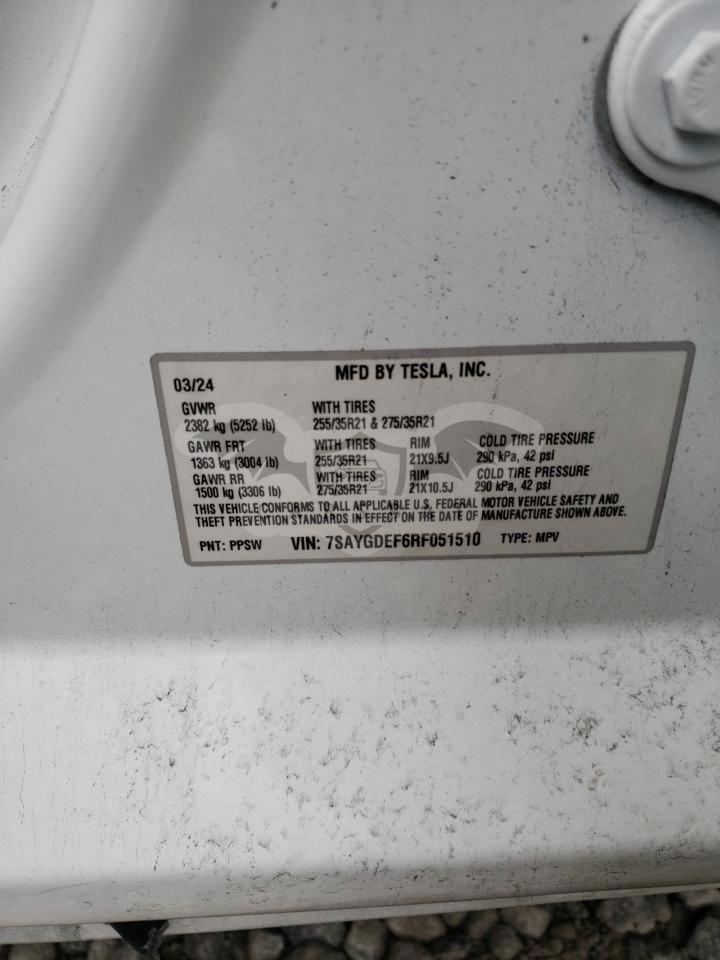 MFD BY TESLA, INC.
03/24
GVWR WITH TIRES
2382 kg (5252 lb) 255/35R21 & 275/35R21
GAWR FRT WITH TIRES RIM COLD TIRE PRESSURE
1363 kg (3004 lb) 255/35R21 21X9.5J 290 kPa, 42 psi
GAWR RR WITH TIRES RIM COLD TIRE PRESSURE
1500 kg (3306 lb) 275/35R21 21X10.5J 290 kPa, 42 psi
THIS VEHICLE CONFORMS TO ALL APPLICABLE U.S. FEDERAL MOTOR VEHICLE SAFETY AND
THEFT PREVENTION STANDARDS IN EFFECT ON THE DATE OF MANUFACTURE SHOWN ABOVE.
PNT: PPSW VIN: 7SAYGDEF6RF051510 TYPE: MPV